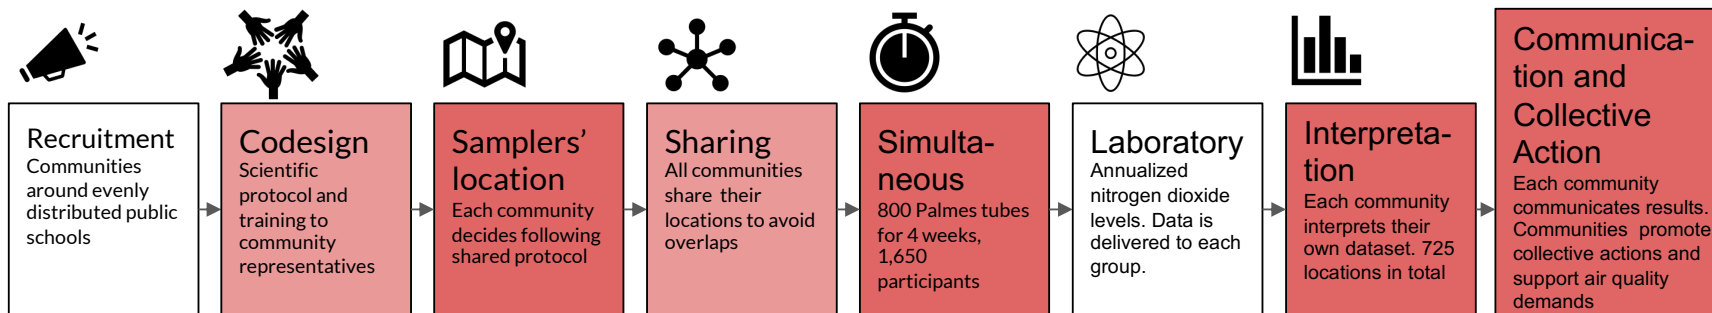 Recruitment
Communities
around evenly
distributed public
schools
Codesign
Scientific
protocol and
training to
community
representatives
Samplers’
location
Each community
decides following
shared protocol
Sharing
All communities
share their
locations to avoid
overlaps
Simulta-
neous
800 Palmes tubes
for 4 weeks,
1,650
participants
Laboratory
Annualized
nitrogen dioxide
levels. Data is
delivered to each
group.
Interpreta-
tion
Each community
interprets their
own dataset. 725
locations in total
Communica-
tion and
Collective
Action
Each community
communicates results.
Communities promote
collective actions and
support air quality
demands